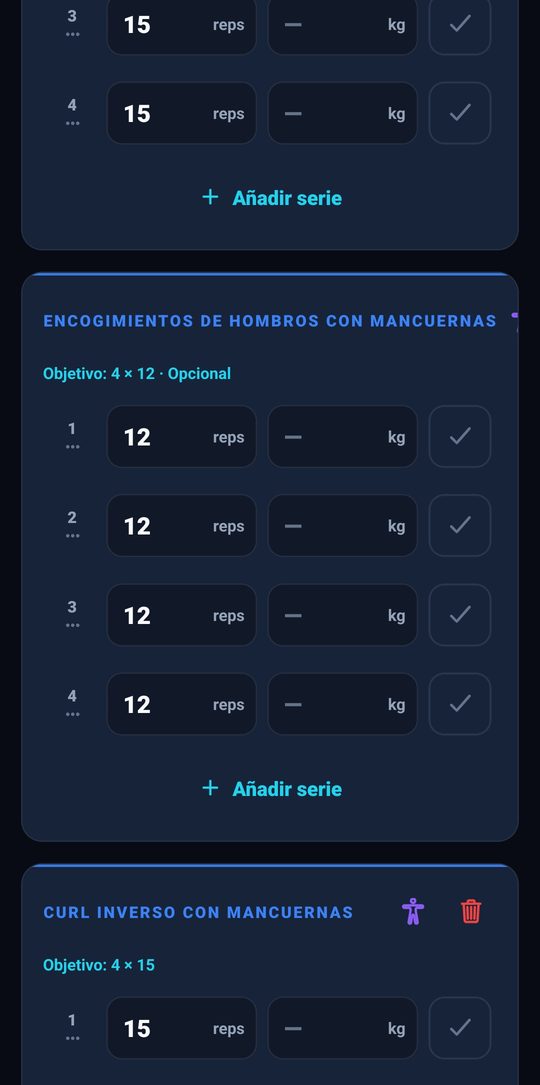 3 15 reps — kg
4 15 reps — kg
+ Añadir serie
ENCOGIMIENTOS DE HOMBROS CON MANCUERNAS
Objetivo: 4 × 12 · Opcional
1 12 reps — kg
2 12 reps — kg
3 12 reps — kg
4 12 reps — kg
+ Añadir serie
CURL INVERSO CON MANCUERNAS
Objetivo: 4 × 15
1 15 reps — kg